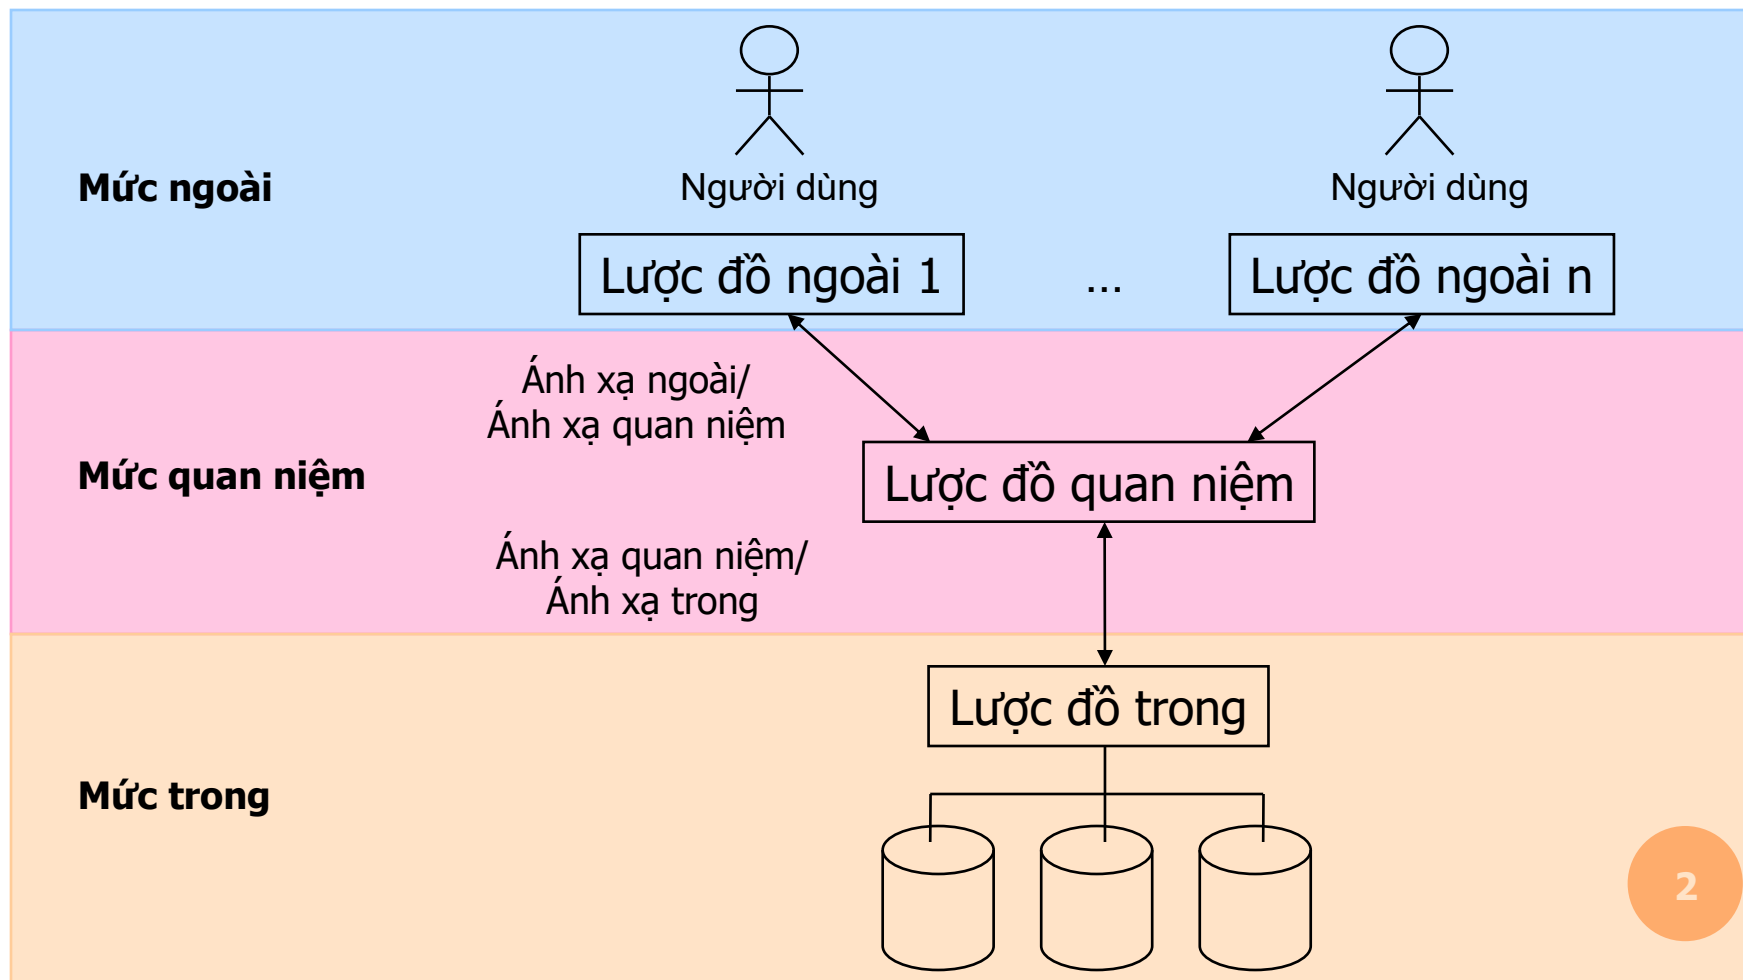 Mức ngoài
Người dùng
Người dùng
Lược đồ ngoài 1
...
Lược đồ ngoài n
Ánh xạ ngoài/
Ánh xạ quan niệm
Mức quan niệm
Lược đồ quan niệm
Ánh xạ quan niệm/
Ánh xạ trong
Lược đồ trong
Mức trong
2